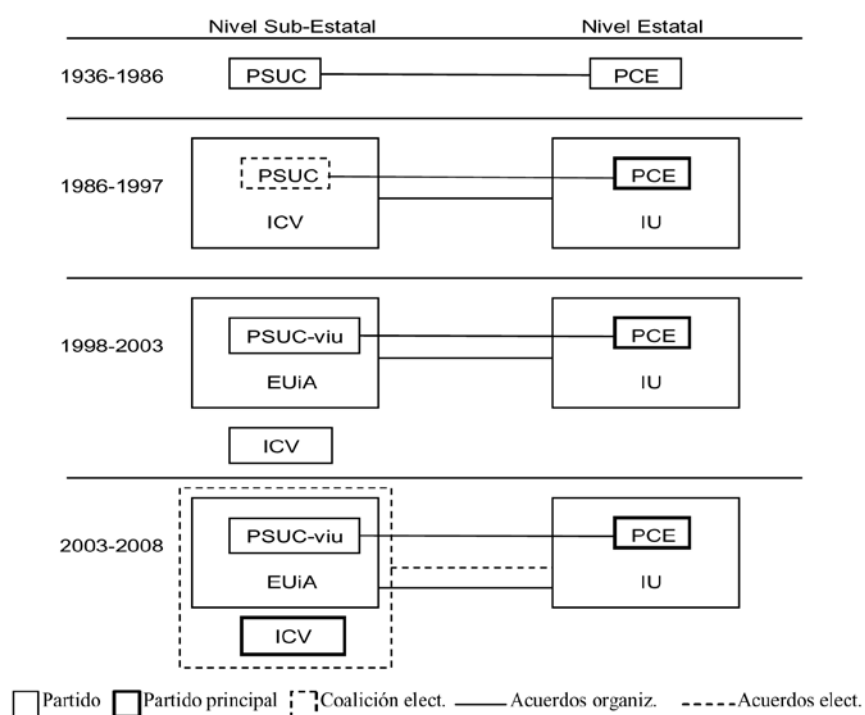 Nivel Sub-Estatal Nivel Estatal
1936-1986 PSUC PCE
PSUC PCE
1986-1997
ICV IU
PSUC-viu PCE
1998-2003
EUiA IU
ICV
PSUC-viu PCE
2003-2008
EUiA IU
ICV
Partido Partido principal Coalición elect. Acuerdos organiz. Acuerdos elect.